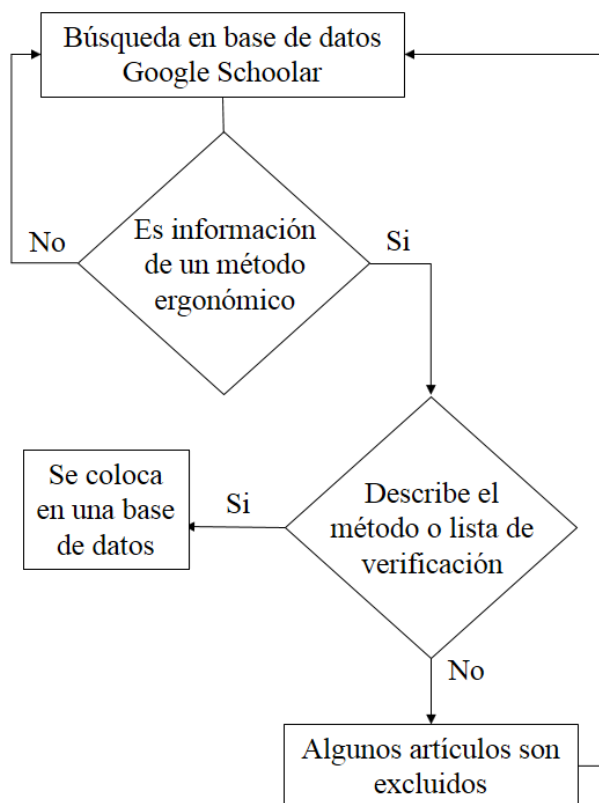 Búsqueda en base de datos
Google Schoolar
No
Es información
de un método
ergonómico
Si
Se coloca
en una base
de datos
Si
Describe el
método o lista de
verificación
No
Algunos artículos son
excluidos